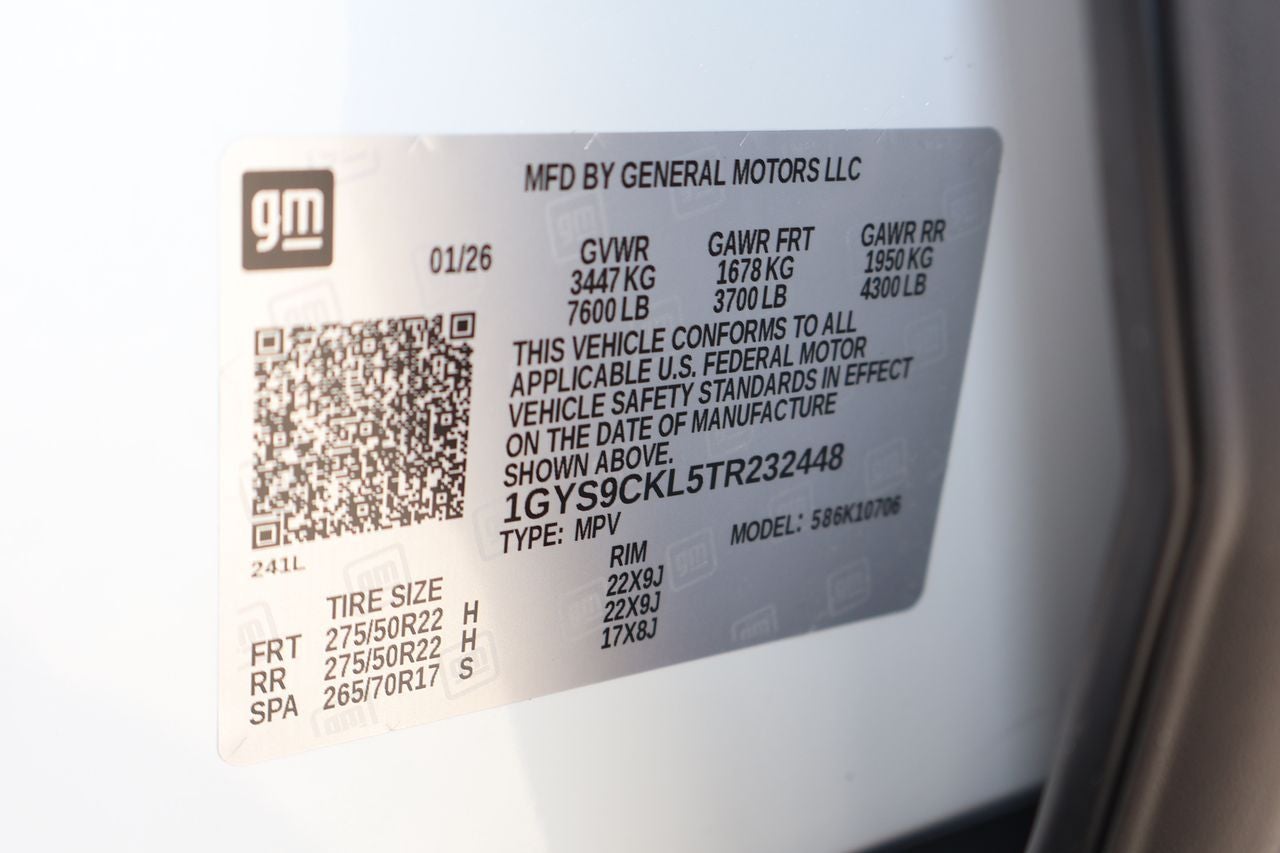 gm
MFD BY GENERAL MOTORS LLC
01/26
GVWR
3447 KG
7600 LB
GAWR FRT
1678 KG
3700 LB
GAWR RR
1950 KG
4300 LB
THIS VEHICLE CONFORMS TO ALL
APPLICABLE U.S. FEDERAL MOTOR
VEHICLE SAFETY STANDARDS IN EFFECT
ON THE DATE OF MANUFACTURE
SHOWN ABOVE.
1GYS9CKL5TR232448
TYPE: MPV
MODEL: 586K10706
241L
TIRE SIZE
RIM
FRT 275/50R22 H 22X9J
RR 275/50R22 H 22X9J
SPA 265/70R17 S 17X8J